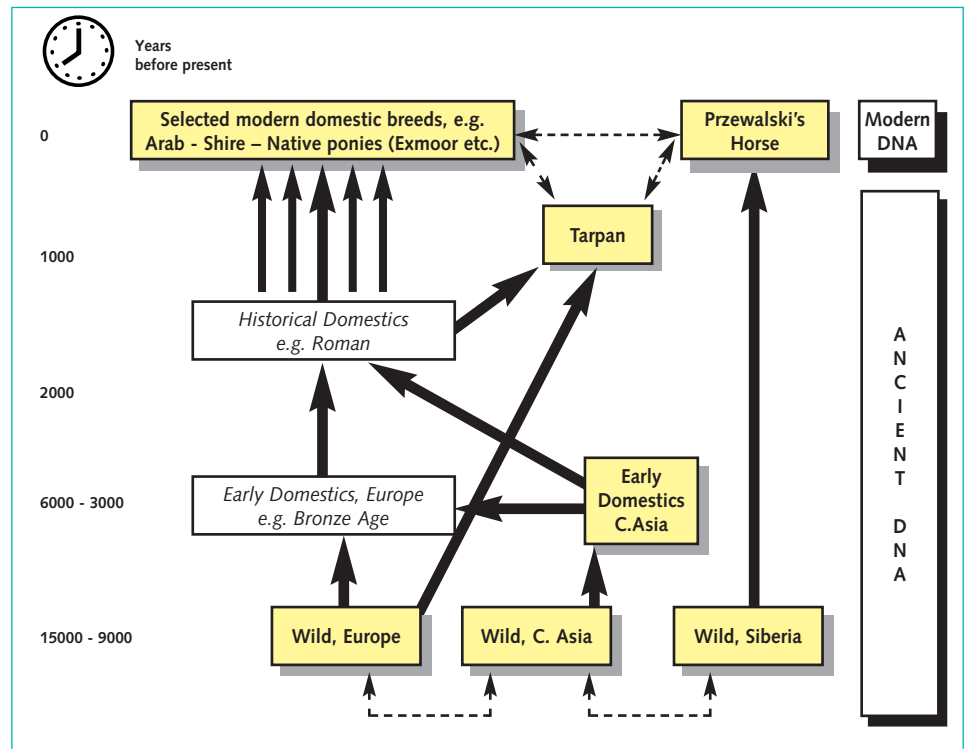 Years
before present
0
Selected modern domestic breeds, e.g.
Arab - Shire – Native ponies (Exmoor etc.)
Przewalski's
Horse
Modern
DNA
Tarpan
1000
Historical Domestics
e.g. Roman
2000
Early Domestics, Europe
e.g. Bronze Age
Early
Domestics
C.Asia
6000 - 3000
15000 - 9000
Wild, Europe
Wild, C. Asia
Wild, Siberia
A
N
C
I
E
N
T
D
N
A